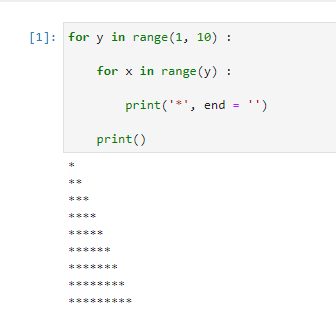 [1]: for y in range(1, 10) :
for x in range(y) :
print('*', end = '')
print()
*
**
***
****
*****
******
*******
********
*********